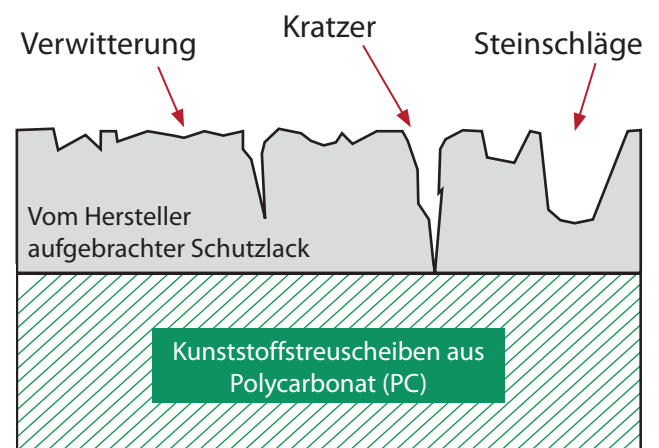 Verwitterung
Kratzer
Steinschläge
Vom Hersteller
aufgebrachter Schutzlack
Kunststoffstreuscheiben aus
Polycarbonat (PC)